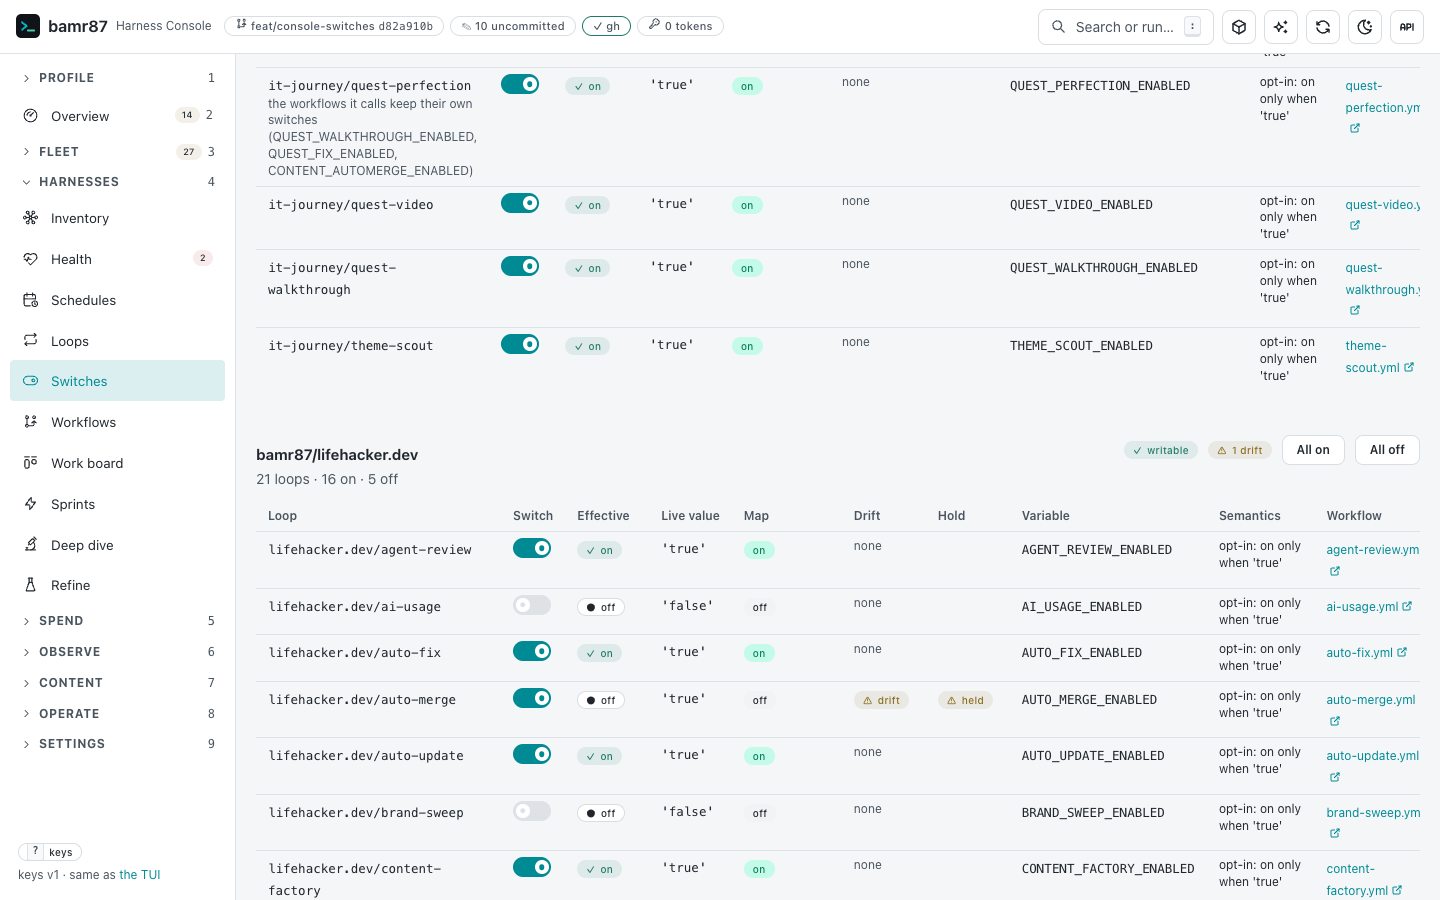 bamr87 Harness Console feat/console-switches d82a910b 10 uncommitted gh 0 tokens Search or run... : API
PROFILE 1
Overview 14 2
FLEET 27 3
HARNESSES 4
Inventory
Health 2
Schedules
Loops
Switches
Workflows
Work board
Sprints
Deep dive
Refine
SPEND 5
OBSERVE 6
CONTENT 7
OPERATE 8
SETTINGS 9
? keys
keys v1 · same as the TUI
it-journey/quest-perfection on 'true' on none QUEST_PERFECTION_ENABLED opt-in: on only when 'true' quest-perfection.ym
the workflows it calls keep their own
switches
(QUEST_WALKTHROUGH_ENABLED,
QUEST_FIX_ENABLED,
CONTENT_AUTOMERGE_ENABLED)
it-journey/quest-video on 'true' on none QUEST_VIDEO_ENABLED opt-in: on only when 'true' quest-video.y
it-journey/quest-walkthrough on 'true' on none QUEST_WALKTHROUGH_ENABLED opt-in: on only when 'true' quest-walkthrough.y
it-journey/theme-scout on 'true' on none THEME_SCOUT_ENABLED opt-in: on only when 'true' theme-scout.yml
bamr87/lifehacker.dev writable 1 drift All on All off
21 loops · 16 on · 5 off
Loop Switch Effective Live value Map Drift Hold Variable Semantics Workflow
lifehacker.dev/agent-review on 'true' on none AGENT_REVIEW_ENABLED opt-in: on only when 'true' agent-review.ym
lifehacker.dev/ai-usage off 'false' off none AI_USAGE_ENABLED opt-in: on only when 'true' ai-usage.yml
lifehacker.dev/auto-fix on 'true' on none AUTO_FIX_ENABLED opt-in: on only when 'true' auto-fix.yml
lifehacker.dev/auto-merge off 'true' off drift held AUTO_MERGE_ENABLED opt-in: on only when 'true' auto-merge.yml
lifehacker.dev/auto-update on 'true' on none AUTO_UPDATE_ENABLED opt-in: on only when 'true' auto-update.yml
lifehacker.dev/brand-sweep off 'false' off none BRAND_SWEEP_ENABLED opt-in: on only when 'true' brand-sweep.ym
lifehacker.dev/content-factory on 'true' on none CONTENT_FACTORY_ENABLED opt-in: on only when 'true' content-factory.yml